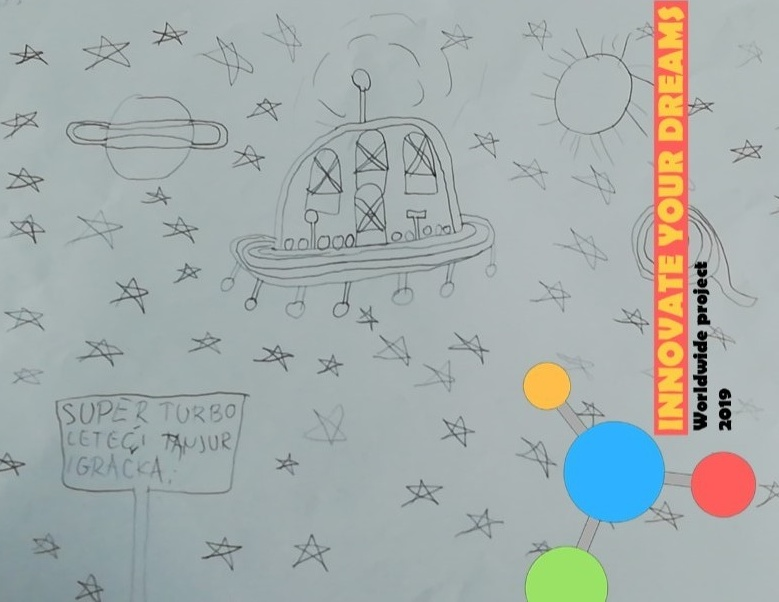 SUPER TURBO
LETEĆI TANJUR
IGRAČKA.
INNOVATE YOUR DREAMS
Worldwide project
2019